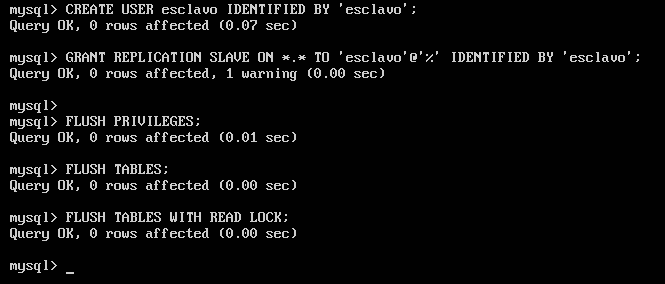 mysql> CREATE USER esclavo IDENTIFIED BY 'esclavo';
Query OK, 0 rows affected (0.07 sec)
mysql> GRANT REPLICATION SLAVE ON *.* TO 'esclavo'@'%' IDENTIFIED BY 'esclavo';
Query OK, 0 rows affected, 1 warning (0.00 sec)
mysql>
mysql> FLUSH PRIVILEGES;
Query OK, 0 rows affected (0.01 sec)
mysql> FLUSH TABLES;
Query OK, 0 rows affected (0.00 sec)
mysql> FLUSH TABLES WITH READ LOCK;
Query OK, 0 rows affected (0.00 sec)
mysql> _